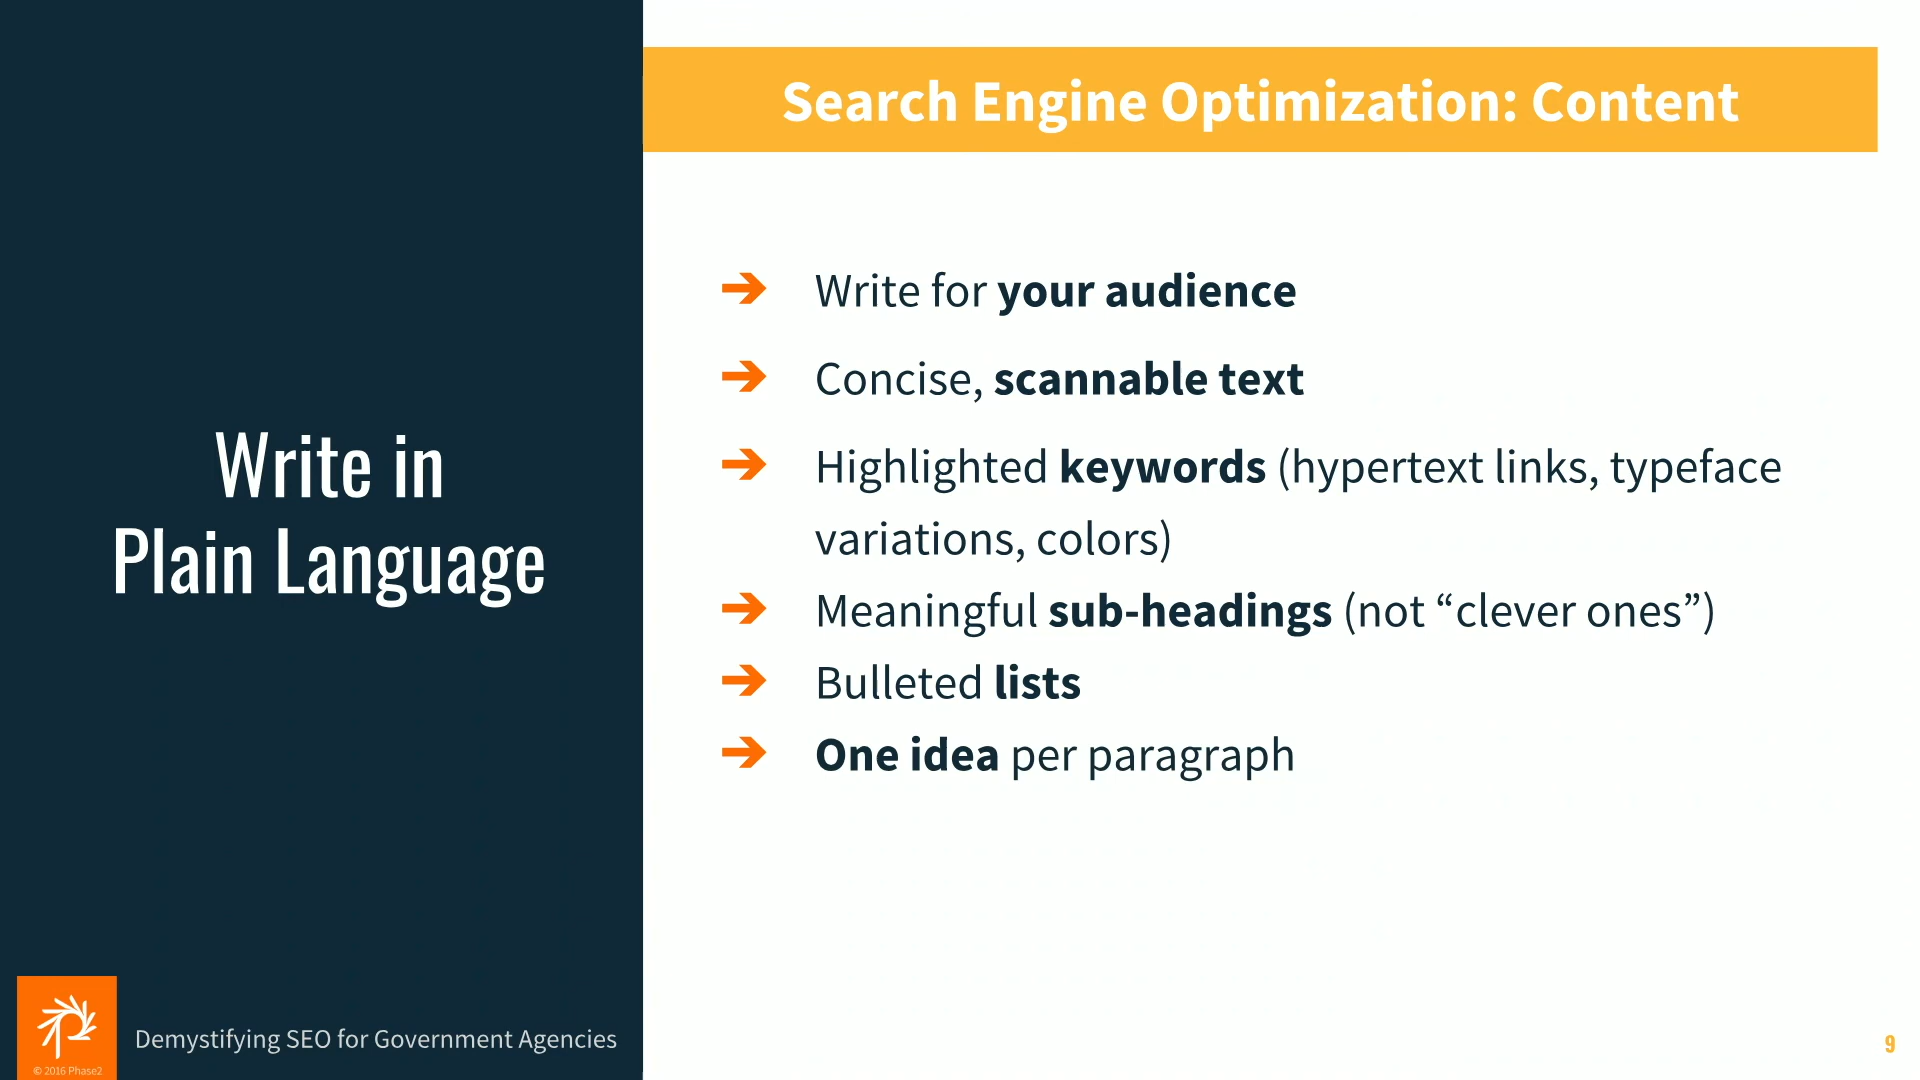 Search Engine Optimization: Content
Write in
Plain Language
➔ Write for your audience
➔ Concise, scannable text
➔ Highlighted keywords (hypertext links, typeface
variations, colors)
➔ Meaningful sub-headings (not “clever ones”)
➔ Bulleted lists
➔ One idea per paragraph
Demystifying SEO for Government Agencies
© 2016 Phase2
9